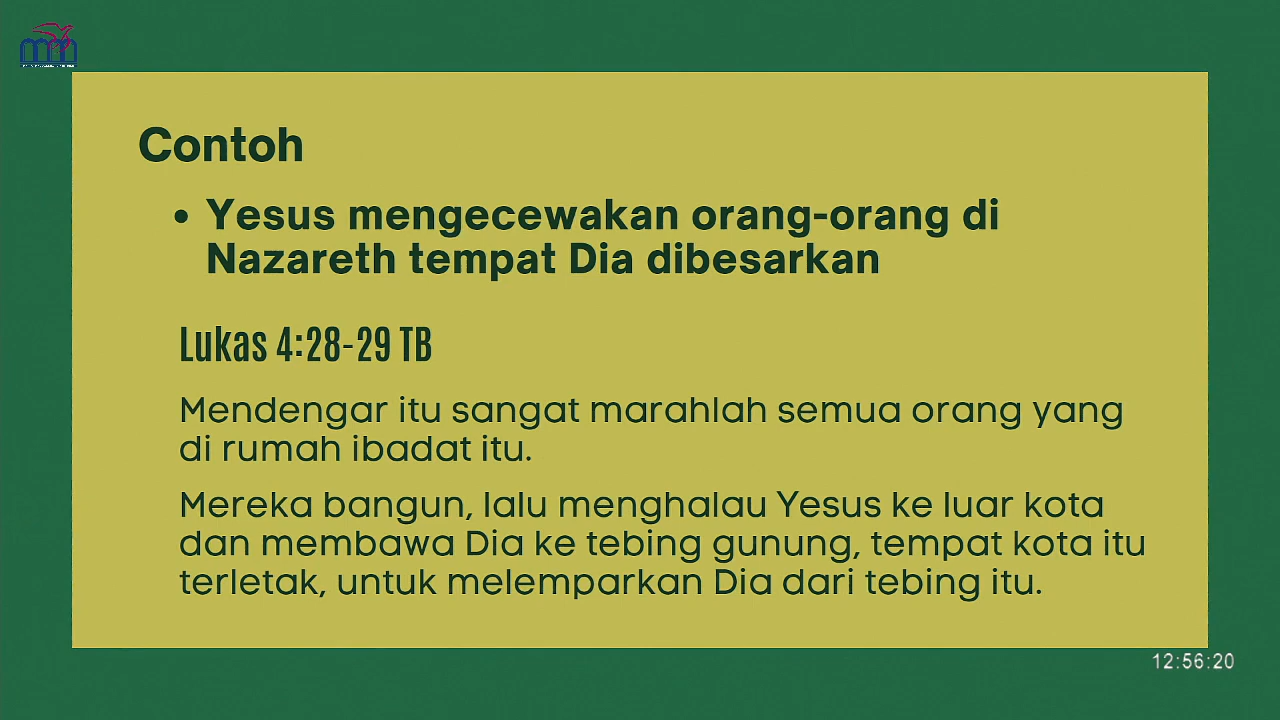 Contoh
• Yesus mengecewakan orang-orang di
Nazareth tempat Dia dibesarkan
Lukas 4:28-29 TB
Mendengar itu sangat marahlah semua orang yang
di rumah ibadat itu.
Mereka bangun, lalu menghalau Yesus ke luar kota
dan membawa Dia ke tebing gunung, tempat kota itu
terletak, untuk melemparkan Dia dari tebing itu.
12:56:20